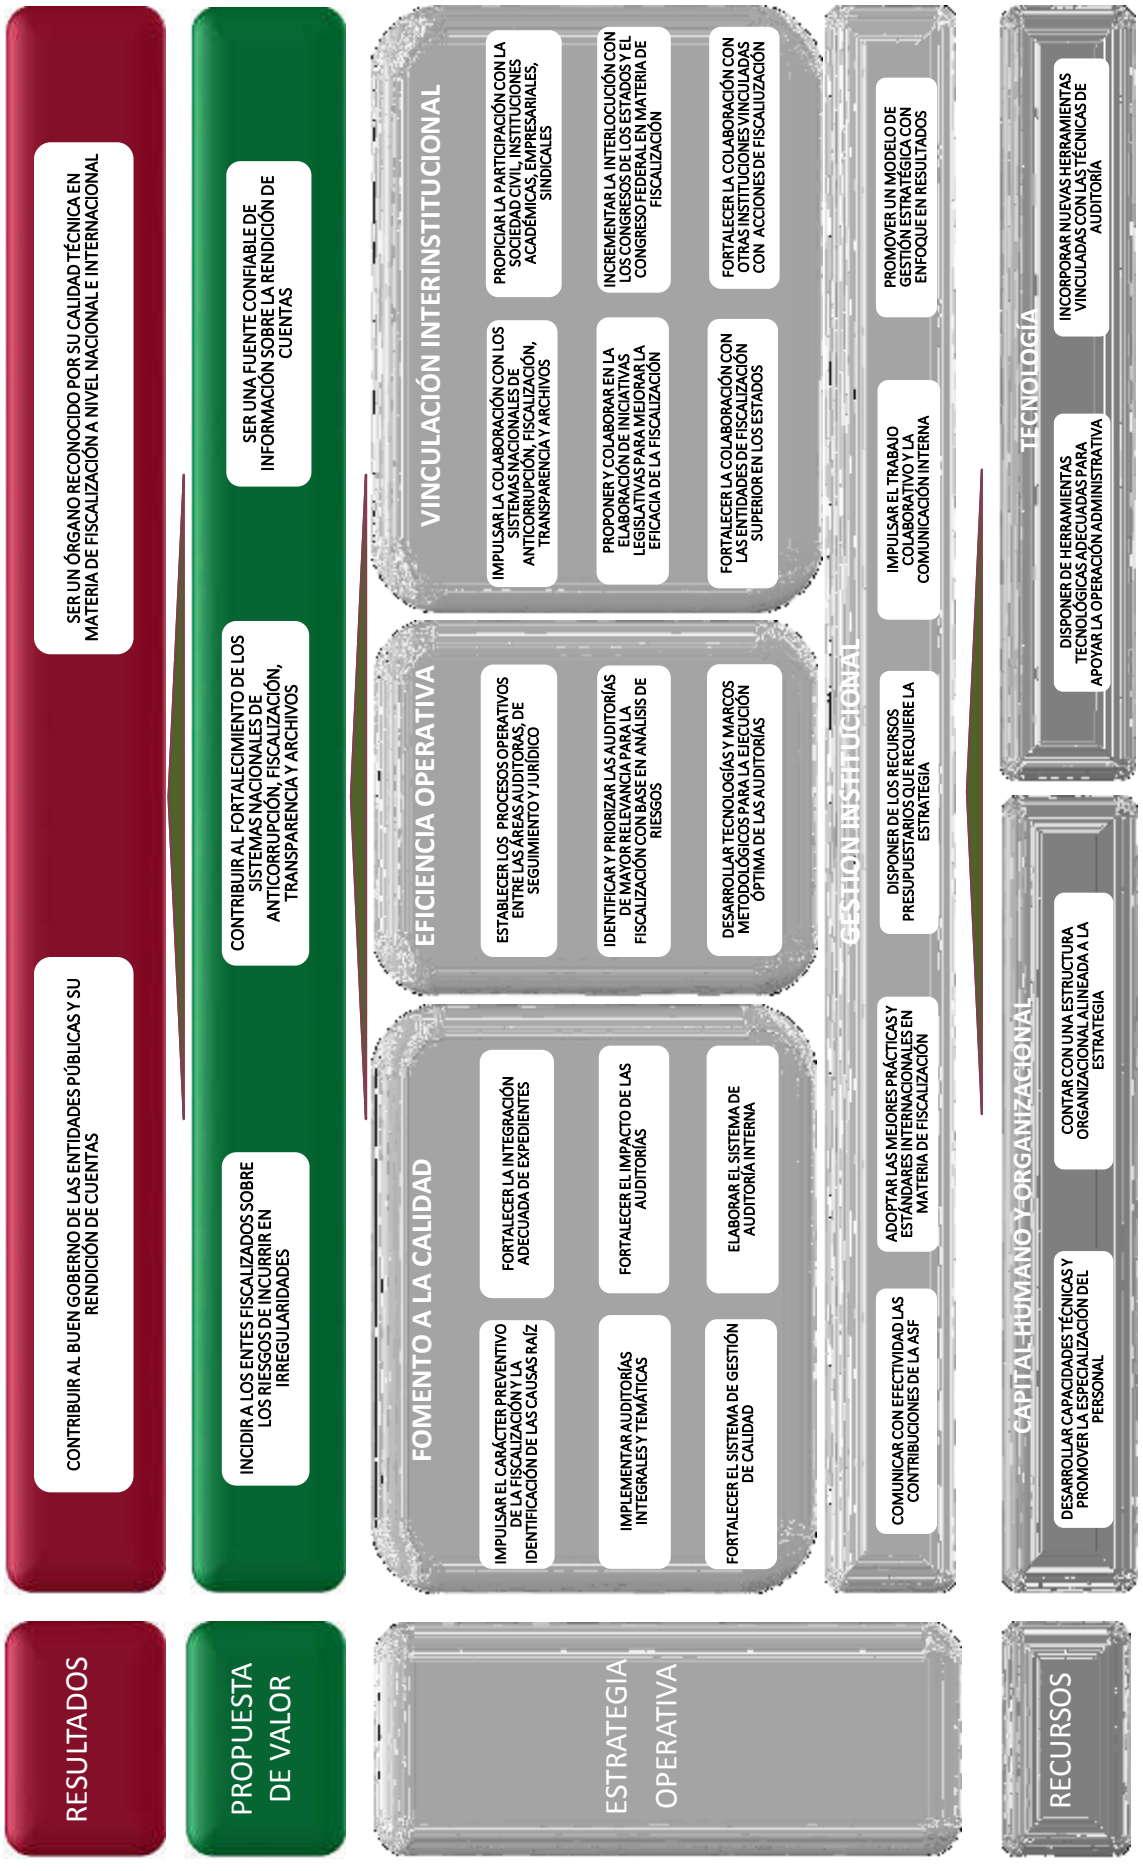 RESULTADOS
CONTRIBUIR AL BUEN GOBIERNO DE LAS ENTIDADES PÚBLICAS Y SU
RENDICIÓN DE CUENTAS
SER UN ÓRGANO RECONOCIDO POR SU CALIDAD TÉCNICA EN
MATERIA DE FISCALIZACIÓN A NIVEL NACIONAL E INTERNACIONAL
PROPUESTA
DE VALOR
INCIDIR A LOS ENTES FISCALIZADOS SOBRE
LOS RIESGOS DE INCURRIR EN
IRREGULARIDADES
CONTRIBUIR AL FORTALECIMIENTO DE LOS
SISTEMAS NACIONALES DE
ANTICORRUPCIÓN, FISCALIZACIÓN,
TRANSPARENCIA Y ARCHIVOS
SER UNA FUENTE CONFIABLE DE
INFORMACIÓN SOBRE LA RENDICIÓN DE
CUENTAS
ESTRATEGIA
OPERATIVA
FOMENTO A LA CALIDAD
IMPULSAR EL CARÁCTER PREVENTIVO
DE LA FISCALIZACIÓN Y LA
IDENTIFICACIÓN DE LAS CAUSAS RAÍZ
FORTALECER LA INTEGRACIÓN
ADECUADA DE EXPEDIENTES
IMPLEMENTAR AUDITORÍAS
INTEGRALES Y TEMÁTICAS
FORTALECER EL IMPACTO DE LAS
AUDITORÍAS
FORTALECER EL SISTEMA DE GESTIÓN
DE CALIDAD
ELABORAR EL SISTEMA DE
AUDITORÍA INTERNA
EFICIENCIA OPERATIVA
ESTABLECER LOS PROCESOS OPERATIVOS
ENTRE LAS ÁREAS AUDITORAS, DE
SEGUIMIENTO Y JURÍDICO
IDENTIFICAR Y PRIORIZAR LAS AUDITORÍAS
DE MAYOR RELEVANCIA PARA LA
FISCALIZACIÓN CON BASE EN ANÁLISIS DE
RIESGOS
DESARROLLAR TECNOLOGÍAS Y MARCOS
METODOLÓGICOS PARA LA EJECUCIÓN
ÓPTIMA DE LAS AUDITORÍAS
VINCULACIÓN INTERINSTITUCIONAL
IMPULSAR LA COLABORACIÓN CON LOS
SISTEMAS NACIONALES DE
ANTICORRUPCIÓN, FISCALIZACIÓN,
TRANSPARENCIA Y ARCHIVOS
PROPICIAR LA PARTICIPACIÓN CON LA
SOCIEDAD CIVIL, INSTITUCIONES
ACADÉMICAS, EMPRESARIALES,
SINDICALES
PROPONER Y COLABORAR EN LA
ELABORACIÓN DE INICIATIVAS
LEGISLATIVAS PARA MEJORAR LA
EFICACIA DE LA FISCALIZACIÓN
INCREMENTAR LA INTERLOCUCIÓN CON
LOS CONGRESOS DE LOS ESTADOS Y EL
CONGRESO FEDERAL EN MATERIA DE
FISCALIZACIÓN
FORTALECER LA COLABORACIÓN CON
LAS ENTIDADES DE FISCALIZACIÓN
SUPERIOR EN LOS ESTADOS
FORTALECER LA COLABORACIÓN CON
OTRAS INSTITUCIONES VINCULADAS
CON ACCIONES DE FISCALIUZACIÓN
GESTIÓN INSTITUCIONAL
COMUNICAR CON EFECTIVIDAD LAS
CONTRIBUCIONES DE LA ASF
ADOPTAR LAS MEJORES PRÁCTICAS Y
ESTÁNDARES INTERNACIONALES EN
MATERIA DE FISCALIZACIÓN
DISPONER DE LOS RECURSOS
PRESUPUESTARIOS QUE REQUIERE LA
ESTRATEGIA
IMPULSAR EL TRABAJO
COLABORATIVO Y LA
COMUNICACIÓN INTERNA
PROMOVER UN MODELO DE
GESTIÓN ESTRATÉGICA CON
ENFOQUE EN RESULTADOS
RECURSOS
CAPITAL HUMANO Y ORGANIZACIONAL
DESARROLLAR CAPACIDADES TÉCNICAS Y
PROMOVER LA ESPECIALIZACIÓN DEL
PERSONAL
CONTAR CON UNA ESTRUCTURA
ORGANIZACIONAL ALINEADA A LA
ESTRATEGIA
TECNOLOGÍA
DISPONER DE HERRAMIENTAS
TECNOLÓGICAS ADECUADAS PARA
APOYAR LA OPERACIÓN ADMINISTRATIVA
INCORPORAR NUEVAS HERRAMIENTAS
VINCULADAS CON LAS TÉCNICAS DE
AUDITORÍA